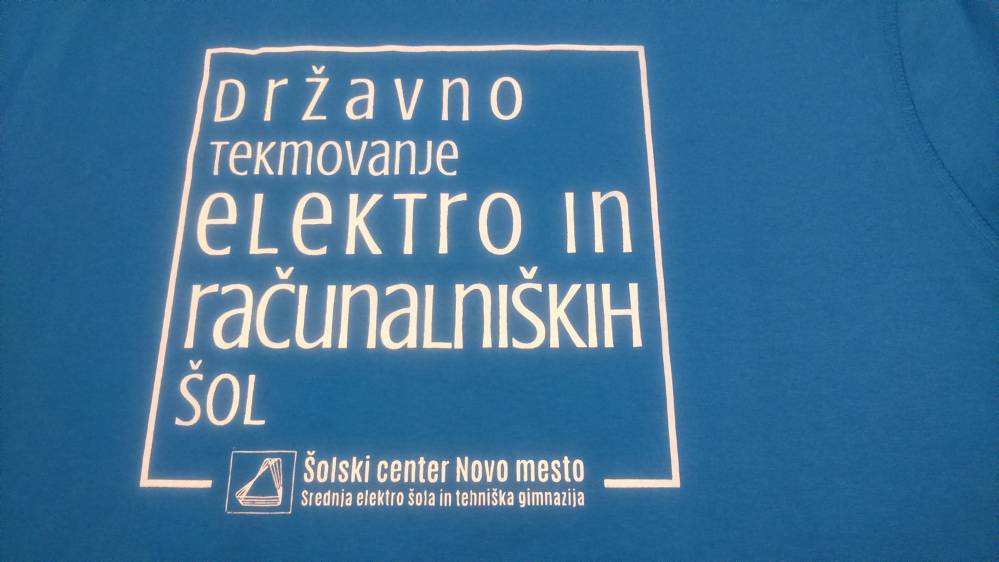 Državno
tekmovanje
elektro in
računalniških
šol
Šolski center Novo mesto
Srednja elektro šola in tehniška gimnazija